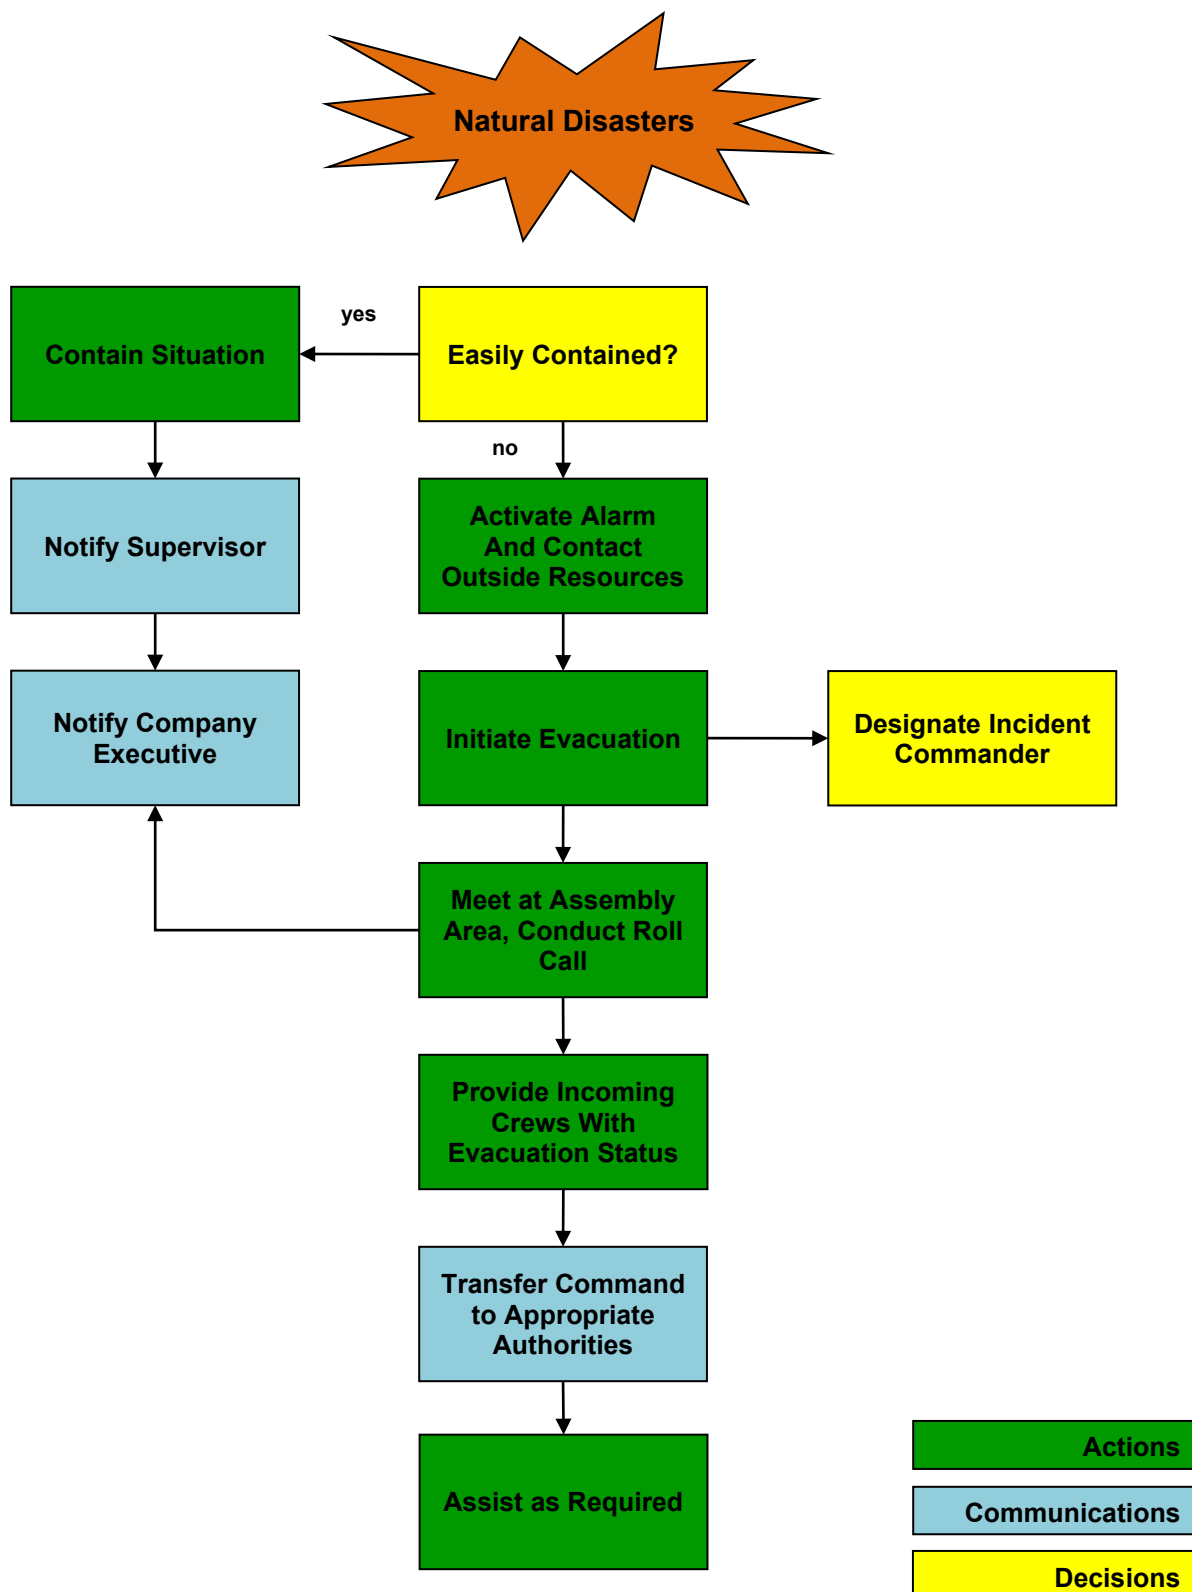 Natural Disasters
yes
Contain Situation
Easily Contained?
no
Notify Supervisor
Activate Alarm
And Contact
Outside Resources
Notify Company
Executive
Initiate Evacuation
Designate Incident
Commander
Meet at Assembly
Area, Conduct Roll
Call
Provide Incoming
Crews With
Evacuation Status
Transfer Command
to Appropriate
Authorities
Assist as Required
Actions
Communications
Decisions